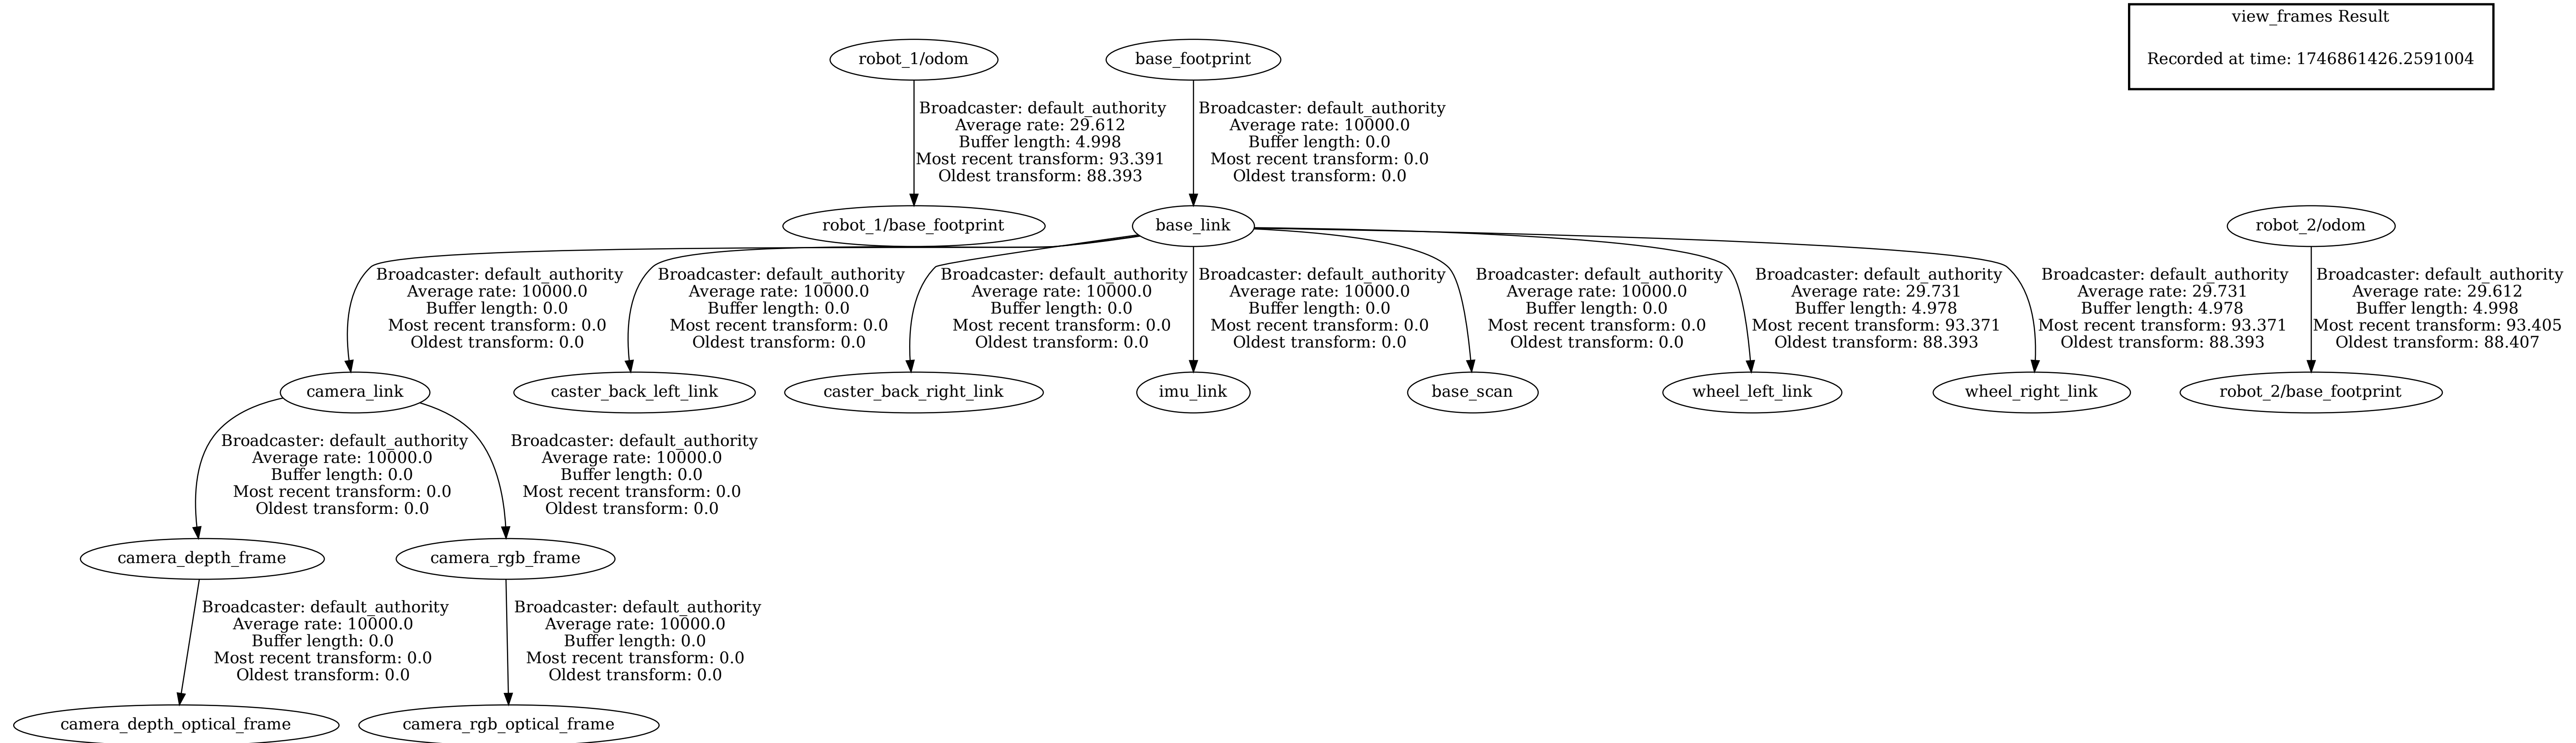 view_frames Result
Recorded at time: 1746861426.2591004
robot_1/odom
base_footprint
Broadcaster: default_authority
Average rate: 29.612
Buffer length: 4.998
Most recent transform: 93.391
Oldest transform: 88.393
Broadcaster: default_authority
Average rate: 10000.0
Buffer length: 0.0
Most recent transform: 0.0
Oldest transform: 0.0
robot_1/base_footprint
base_link
robot_2/odom
Broadcaster: default_authority
Average rate: 10000.0
Buffer length: 0.0
Most recent transform: 0.0
Oldest transform: 0.0
Broadcaster: default_authority
Average rate: 10000.0
Buffer length: 0.0
Most recent transform: 0.0
Oldest transform: 0.0
Broadcaster: default_authority
Average rate: 10000.0
Buffer length: 0.0
Most recent transform: 0.0
Oldest transform: 0.0
Broadcaster: default_authority
Average rate: 10000.0
Buffer length: 0.0
Most recent transform: 0.0
Oldest transform: 0.0
Broadcaster: default_authority
Average rate: 10000.0
Buffer length: 0.0
Most recent transform: 0.0
Oldest transform: 0.0
Broadcaster: default_authority
Average rate: 29.731
Buffer length: 4.978
Most recent transform: 93.371
Oldest transform: 88.393
Broadcaster: default_authority
Average rate: 29.731
Buffer length: 4.978
Most recent transform: 93.371
Oldest transform: 88.393
Broadcaster: default_authority
Average rate: 29.612
Buffer length: 4.998
Most recent transform: 93.405
Oldest transform: 88.407
camera_link
caster_back_left_link
caster_back_right_link
imu_link
base_scan
wheel_left_link
wheel_right_link
robot_2/base_footprint
Broadcaster: default_authority
Average rate: 10000.0
Buffer length: 0.0
Most recent transform: 0.0
Oldest transform: 0.0
Broadcaster: default_authority
Average rate: 10000.0
Buffer length: 0.0
Most recent transform: 0.0
Oldest transform: 0.0
camera_depth_frame
camera_rgb_frame
Broadcaster: default_authority
Average rate: 10000.0
Buffer length: 0.0
Most recent transform: 0.0
Oldest transform: 0.0
Broadcaster: default_authority
Average rate: 10000.0
Buffer length: 0.0
Most recent transform: 0.0
Oldest transform: 0.0
camera_depth_optical_frame
camera_rgb_optical_frame